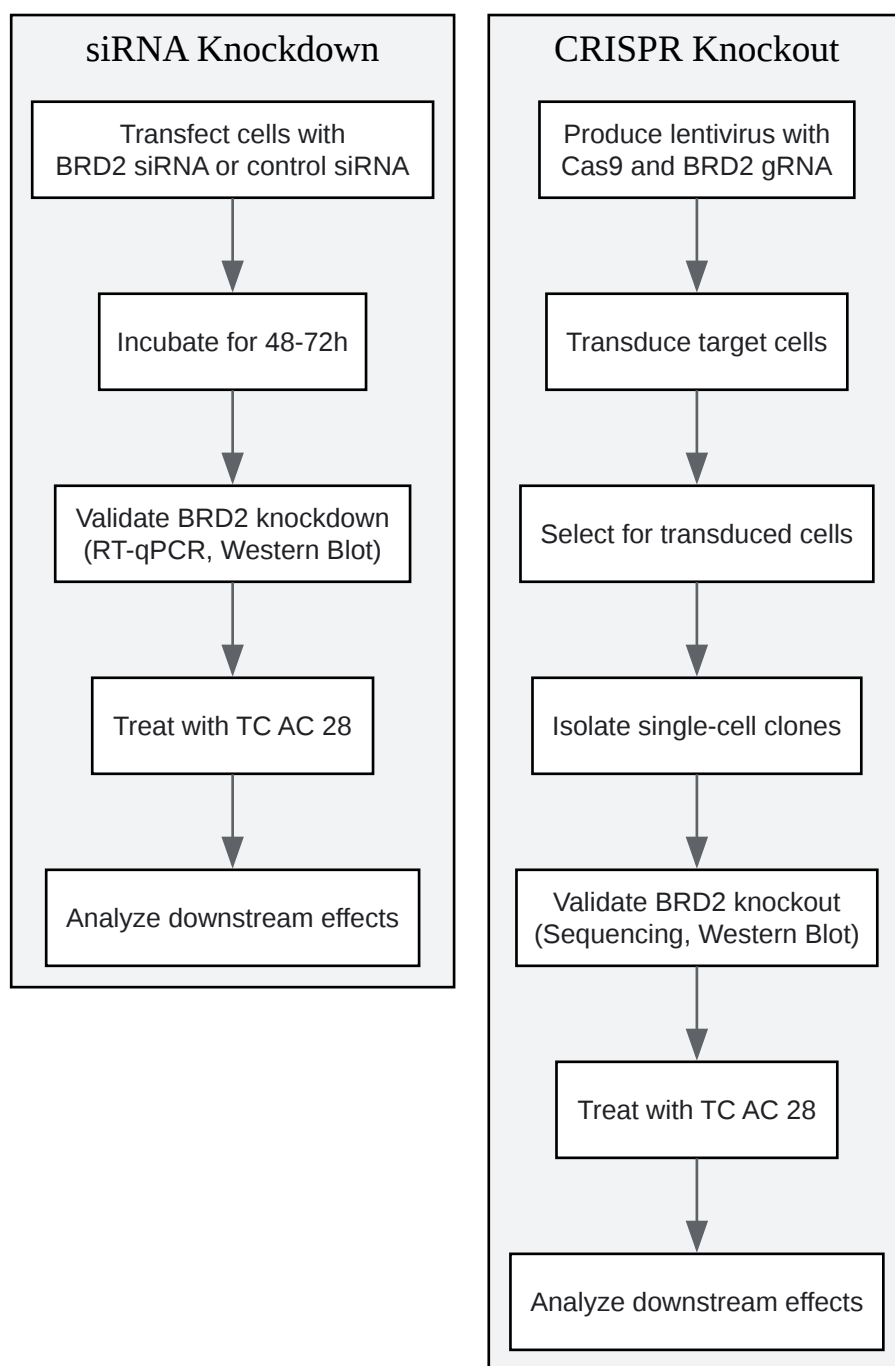 siRNA Knockdown
Transfect cells with
BRD2 siRNA or control siRNA
Incubate for 48-72h
Validate BRD2 knockdown
(RT-qPCR, Western Blot)
Treat with TC AC 28
Analyze downstream effects
CRISPR Knockout
Produce lentivirus with
Cas9 and BRD2 gRNA
Transduce target cells
Select for transduced cells
Isolate single-cell clones
Validate BRD2 knockout
(Sequencing, Western Blot)
Treat with TC AC 28
Analyze downstream effects